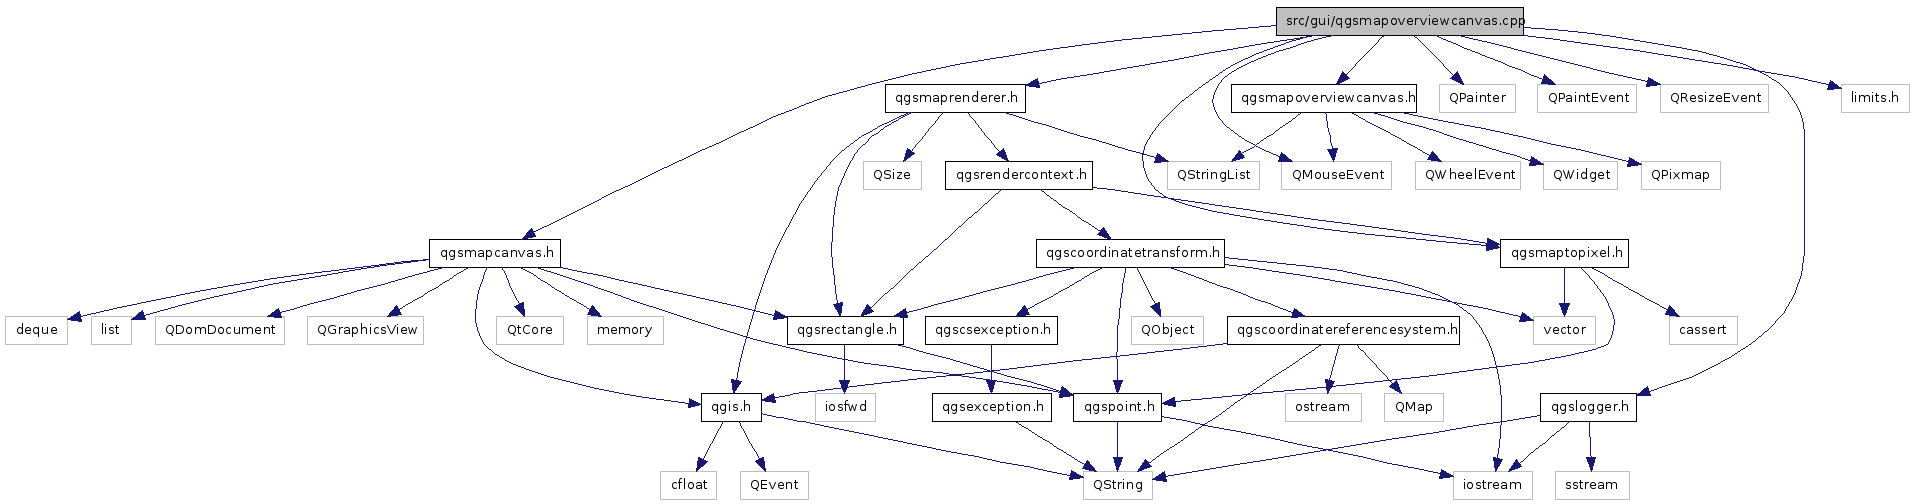 src/gui/qgsmapoverviewcanvas.cpp
qgsmaprenderer.h
qgsmapoverviewcanvas.h
QPainter
QPaintEvent
QResizeEvent
limits.h
QSize
qgsrendercontext.h
QStringList
QMouseEvent
QWheelEvent
QWidget
QPixmap
qgsmapcanvas.h
qgscoordinatetransform.h
qgsmaptopixel.h
deque
list
QDomDocument
QGraphicsView
QtCore
memory
qgsrectangle.h
qgscsexception.h
QObject
qgscoordinatereferencesystem.h
vector
cassert
qgis.h
iosfwd
qgsexception.h
qgspoint.h
ostream
QMap
qgslogger.h
cfloat
QEvent
QString
iostream
sstream